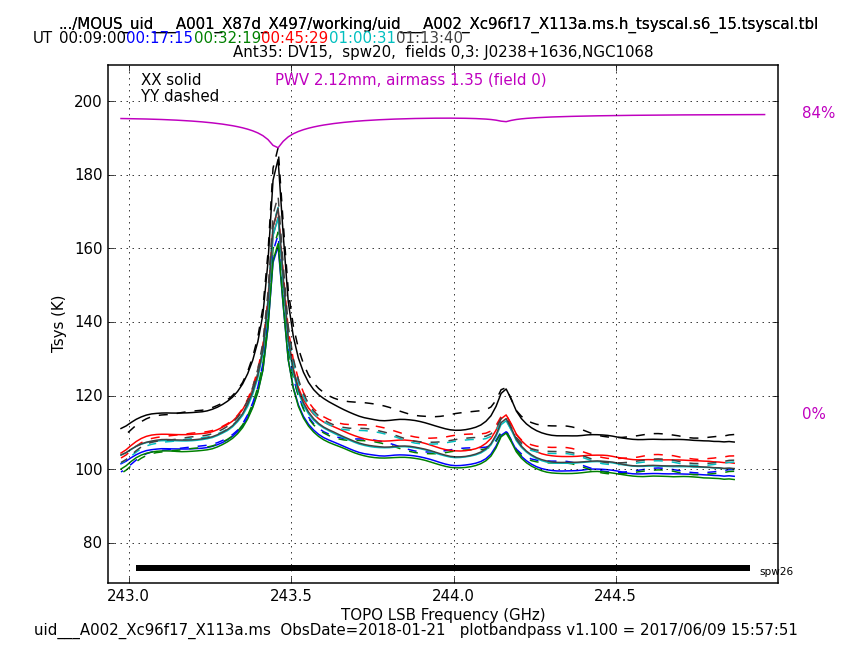 .../MOUS_uid___A001_X87d_X497/working/uid___A002_Xc96f17_X113a.ms.h_tsyscal.s6_15.tsyscal.tbl
UT 00:09:00 00:17:15 00:32:19 00:45:29 01:00:31 01:13:40
Ant35: DV15, spw20, fields 0,3: J0238+1636,NGC1068
XX solid PWV 2.12mm, airmass 1.35 (field 0)
YY dashed
200
84%
180
160
Tsys (K)
140
120
0%
100
80
spw26
243.0 243.5 244.0 244.5
TOPO LSB Frequency (GHz)
uid___A002_Xc96f17_X113a.ms ObsDate=2018-01-21 plotbandpass v1.100 = 2017/06/09 15:57:51